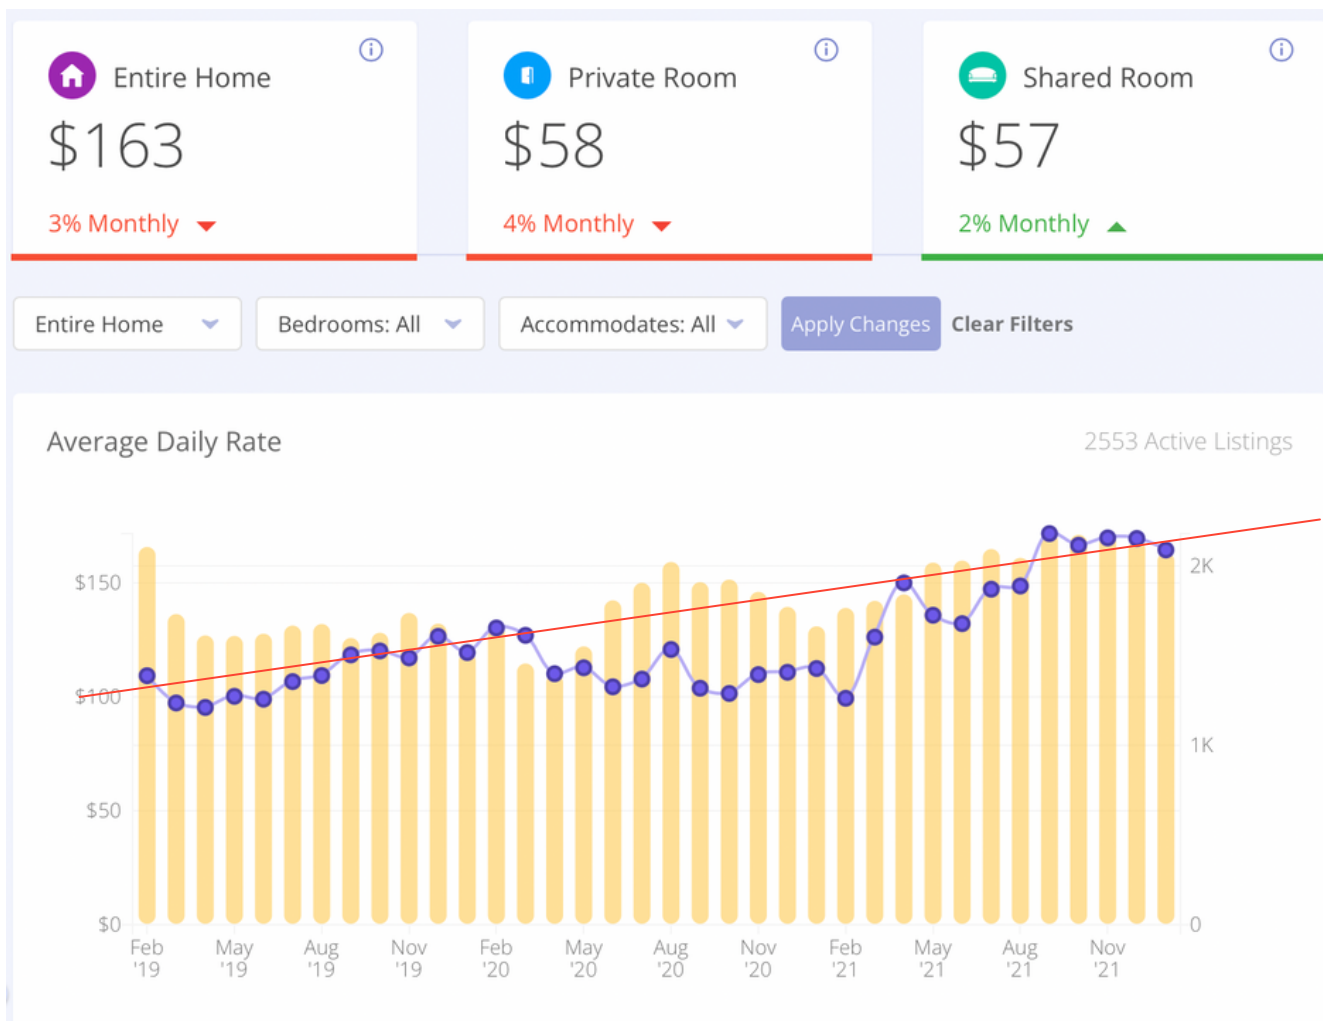 Entire Home
$163
3% Monthly
Private Room
$58
4% Monthly
Shared Room
$57
2% Monthly
Entire Home
Bedrooms: All
Accommodates: All
Apply Changes
Clear Filters
Average Daily Rate
2553 Active Listings
$150
$100
$50
$0
2K
1K
0
Feb '19
May '19
Aug '19
Nov '19
Feb '20
May '20
Aug '20
Nov '20
Feb '21
May '21
Aug '21
Nov '21